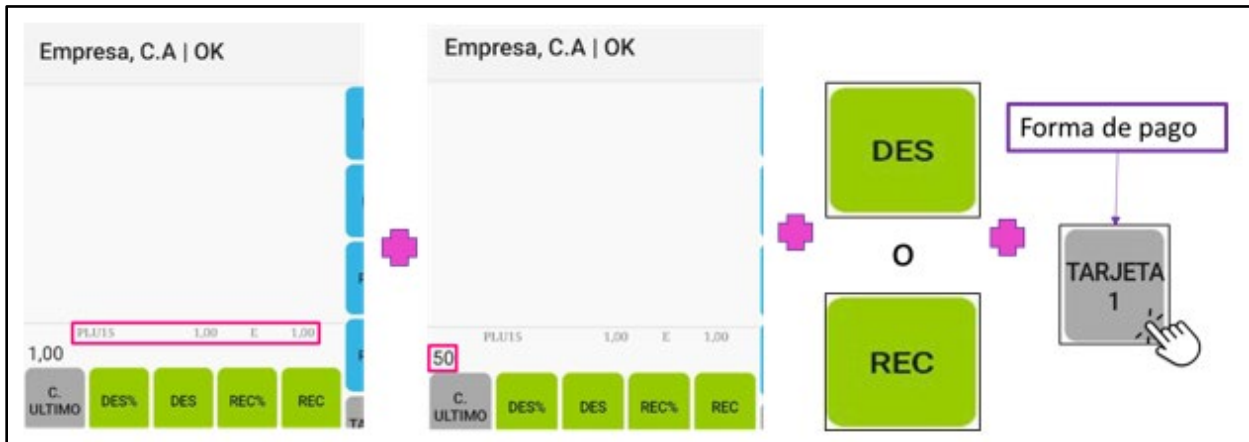 Empresa, C.A | OK
PLU15 1,00 E 1,00
1,00
C. ULTIMO
DES%
DES
REC%
REC
Empresa, C.A | OK
PLU15 1,00 E 1,00
50
C. ULTIMO
DES%
DES
REC%
REC
DES
O
REC
Forma de pago
TARJETA
1